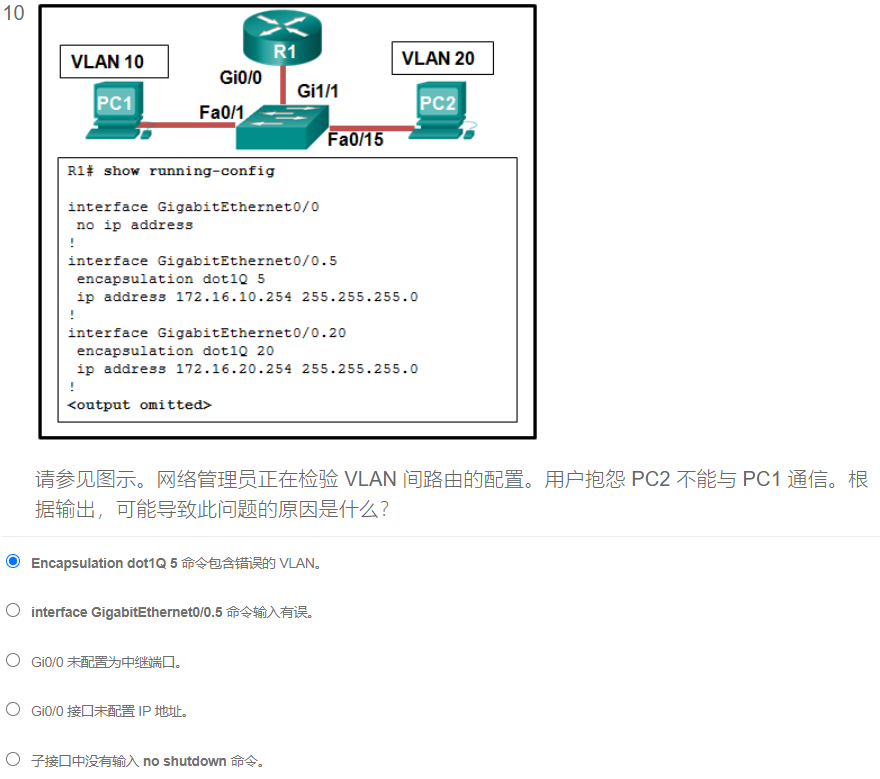 10
R1
VLAN 10
VLAN 20
Gi0/0
Gi1/1
PC1
PC2
Fa0/1
Fa0/15
R1# show running-config
interface GigabitEthernet0/0
no ip address
!
interface GigabitEthernet0/0.5
encapsulation dot1Q 5
ip address 172.16.10.254 255.255.255.0
!
interface GigabitEthernet0/0.20
encapsulation dot1Q 20
ip address 172.16.20.254 255.255.255.0
!
<output omitted>
请参见图示。网络管理员正在检验 VLAN 间路由的配置。用户抱怨 PC2 不能与 PC1 通信。根
据输出，可能导致此问题的原因是什么？
Encapsulation dot1Q 5 命令包含错误的 VLAN。
interface GigabitEthernet0/0.5 命令输入有误。
Gi0/0 未配置为中继端口。
Gi0/0 接口未配置 IP 地址。
子接口中没有输入 no shutdown 命令。